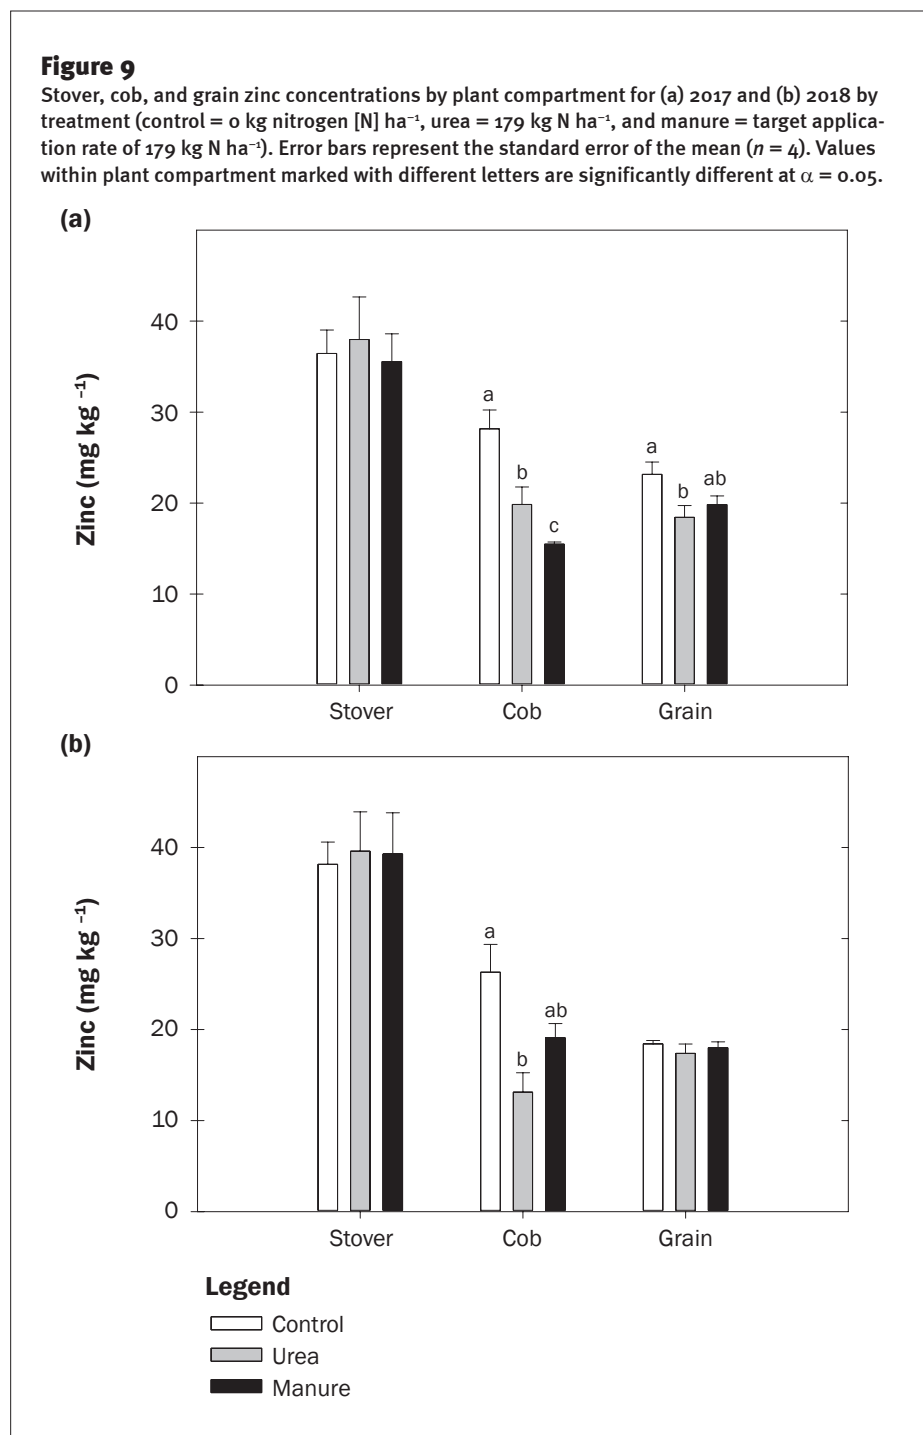 Figure 9
Stover, cob, and grain zinc concentrations by plant compartment for (a) 2017 and (b) 2018 by
treatment (control = 0 kg nitrogen [N] ha⁻¹, urea = 179 kg N ha⁻¹, and manure = target applica-
tion rate of 179 kg N ha⁻¹). Error bars represent the standard error of the mean (n = 4). Values
within plant compartment marked with different letters are significantly different at α = 0.05.
(a)
Zinc (mg kg ⁻¹)
40
30
20
10
0
a
b
c
a
b
ab
Stover Cob Grain
(b)
Zinc (mg kg ⁻¹)
40
30
20
10
0
a
b
ab
Stover Cob Grain
Legend
Control
Urea
Manure